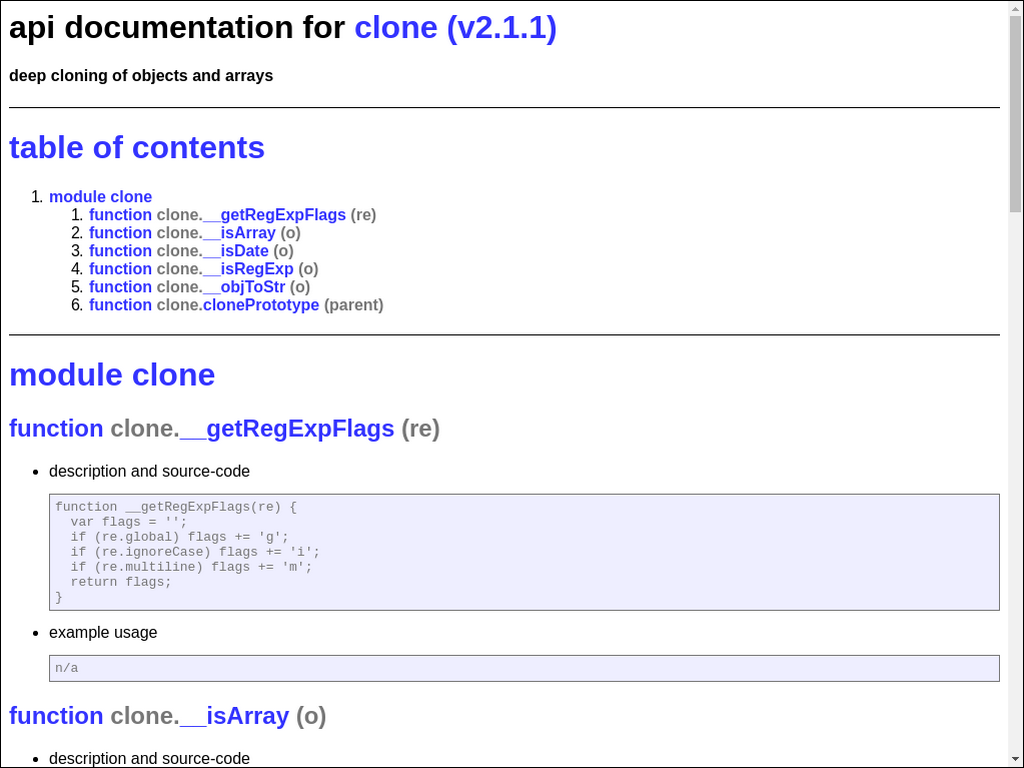 api documentation for clone (v2.1.1)
deep cloning of objects and arrays
table of contents
1. module clone
1. function clone.__getRegExpFlags (re)
2. function clone.__isArray (o)
3. function clone.__isDate (o)
4. function clone.__isRegExp (o)
5. function clone.__objToStr (o)
6. function clone.clonePrototype (parent)
module clone
function clone.__getRegExpFlags (re)
• description and source-code
function __getRegExpFlags(re) {
  var flags = '';
  if (re.global) flags += 'g';
  if (re.ignoreCase) flags += 'i';
  if (re.multiline) flags += 'm';
  return flags;
}
• example usage
n/a
function clone.__isArray (o)
• description and source-code